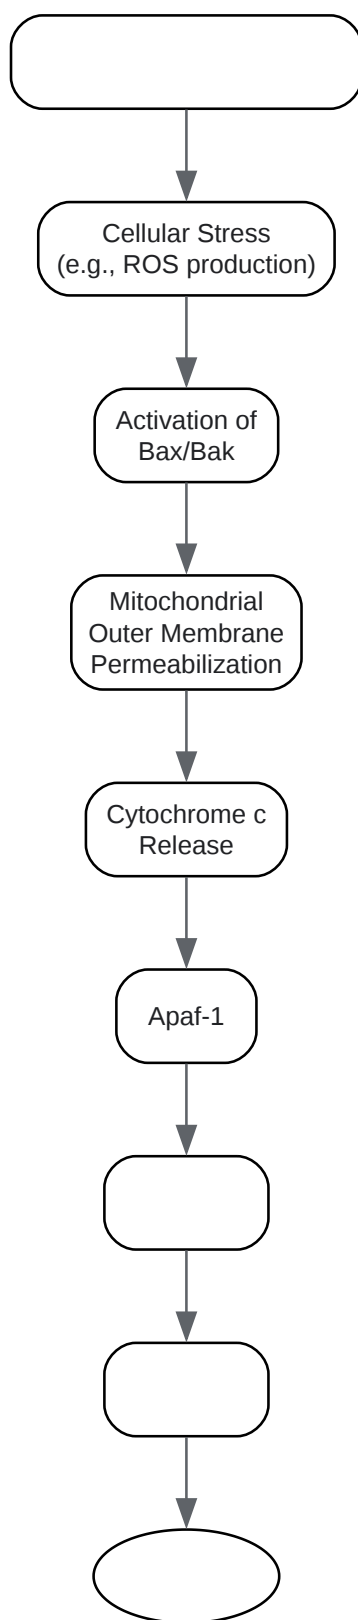 Cellular Stress
(e.g., ROS production)
Activation of
Bax/Bak
Mitochondrial
Outer Membrane
Permeabilization
Cytochrome c
Release
Apaf-1